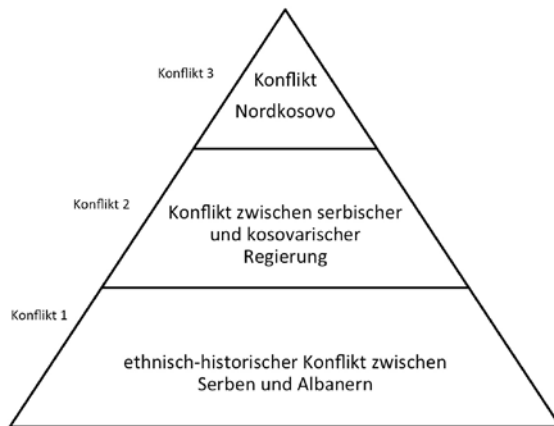 Konflikt 3
Konflikt
Nordkosovo
Konflikt 2
Konflikt zwischen serbischer
und kosovarischer
Regierung
Konflikt 1
ethnisch-historischer Konflikt zwischen
Serben und Albanern